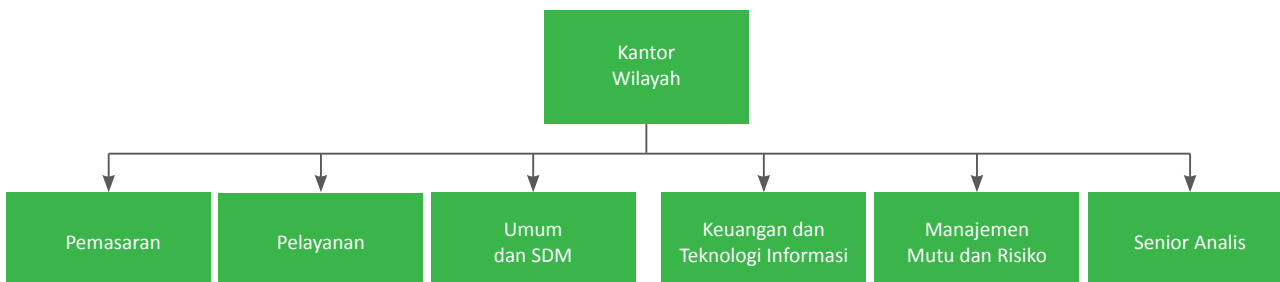 Kantor
Wilayah
Pemasaran
Pelayanan
Umum
dan SDM
Keuangan dan
Teknologi Informasi
Manajemen
Mutu dan Risiko
Senior Analis